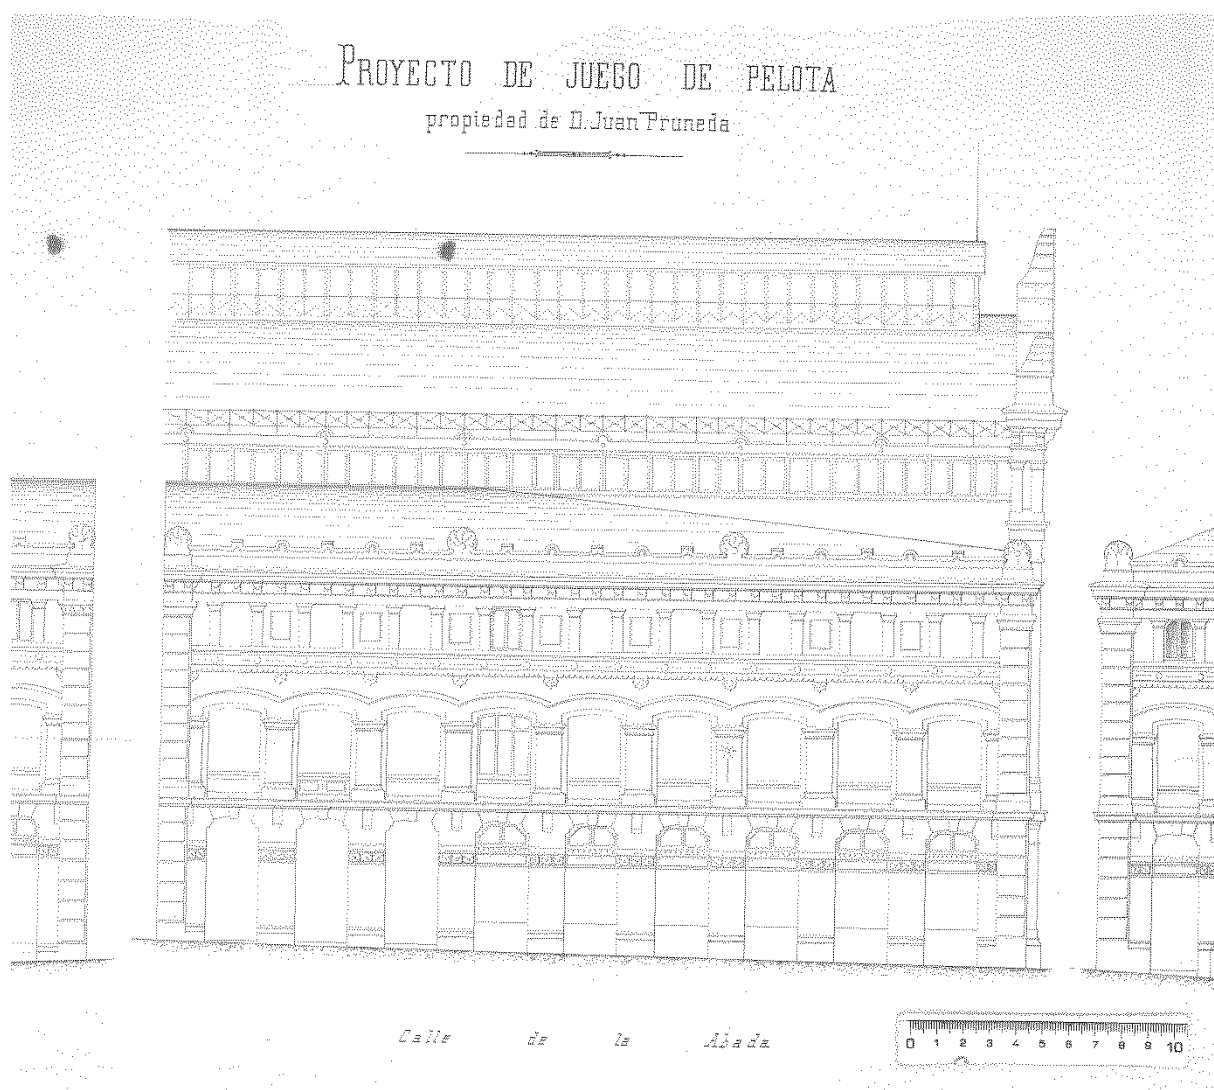 PROYECTO DE JUEGO DE PELOTA
propiedad de D. Juan Pruneda
Calle de la Abada
0 1 2 3 4 5 6 7 8 9 10